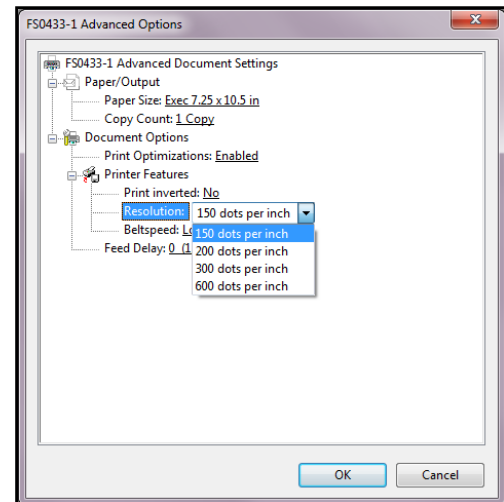 FS0433-1 Advanced Options
FS0433-1 Advanced Document Settings
Paper/Output
Paper Size: Exec 7.25 x 10.5 in
Copy Count: 1 Copy
Document Options
Print Optimizations: Enabled
Printer Features
Print inverted: No
Resolution: 150 dots per inch
Beltspeed:
150 dots per inch
Feed Delay: 0 (1
200 dots per inch
300 dots per inch
600 dots per inch
OK Cancel